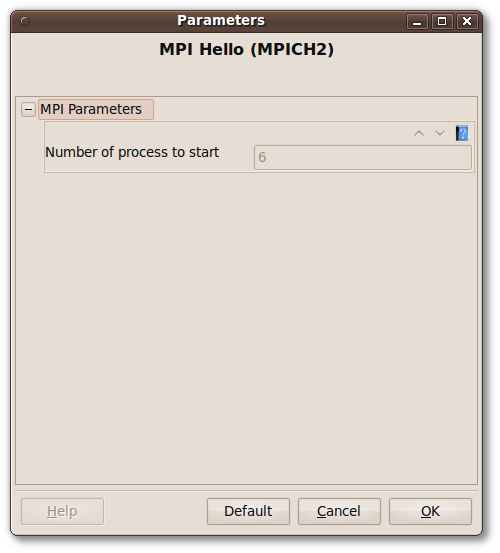 Parameters
MPI Hello (MPICH2)
MPI Parameters
Number of process to start
6
Help
Default
Cancel
OK